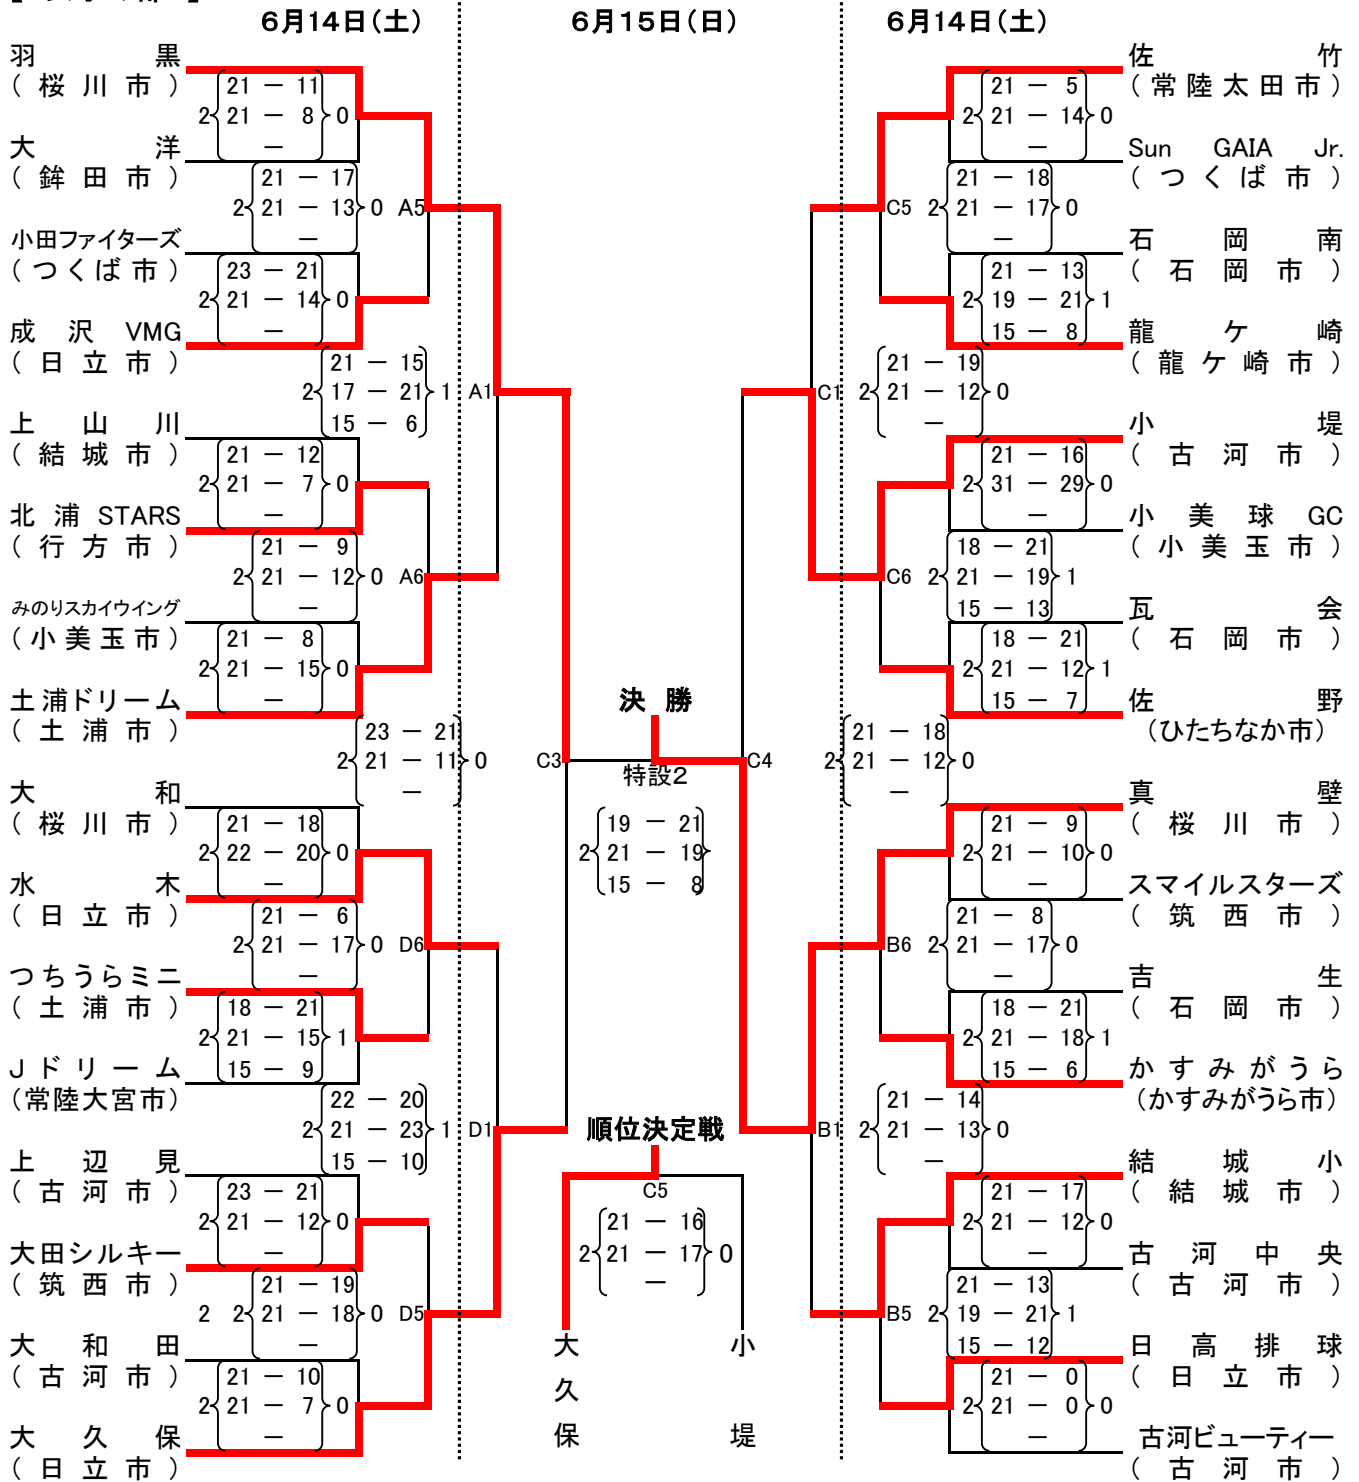 6月14日(土)
6月15日(日)
6月14日(土)
羽黒
(桜川市)
21 － 11
2 21 － 8 0
－
大洋
(鉾田市)
21 － 17
2 21 － 13 0 A5
－
小田ファイターズ
(つくば市)
23 － 21
2 21 － 14 0
－
成沢 VMG
(日立市)
21 － 15
2 17 － 21 1 A1
15 － 6
上山川
(結城市)
21 － 12
2 21 － 7 0
－
北浦 STARS
(行方市)
21 － 9
2 21 － 12 0 A6
－
みのりスカイウイング
(小美玉市)
21 － 8
2 21 － 15 0
－
土浦ドリーム
(土浦市)
23 － 21
2 21 － 11 0 C3
－
大和
(桜川市)
21 － 18
2 22 － 20 0
－
水木
(日立市)
21 － 6
2 21 － 17 0 D6
－
つちうらミニ
(土浦市)
18 － 21
2 21 － 15 1
15 － 9
Jドリーム
(常陸大宮市)
22 － 20
2 21 － 23 1 D1
15 － 10
上辺見
(古河市)
23 － 21
2 21 － 12 0
－
大田シルキー
(筑西市)
21 － 19
2 2 21 － 18 0 D5
－
大和田
(古河市)
21 － 10
2 21 － 7 0
－
大久保
(日立市)
決勝
特設2
19 － 21
2 21 － 19
15 － 8
順位決定戦
C5
21 － 16
2 21 － 17 0
－
大久保
小堤
佐竹
(常陸太田市)
21 － 5
2 21 － 14 0
－
Sun GAIA Jr.
(つくば市)
21 － 18
C5 2 21 － 17 0
－
石岡南
(石岡市)
21 － 13
2 19 － 21 1
15 － 8
龍ケ崎
(龍ケ崎市)
21 － 19
C1 2 21 － 12 0
－
小堤
(古河市)
21 － 16
2 31 － 29 0
－
小美球 GC
(小美玉市)
18 － 21
C6 2 21 － 19 1
15 － 13
瓦会
(石岡市)
18 － 21
2 21 － 12 1
15 － 7
佐野
(ひたちなか市)
21 － 18
C4 2 21 － 12 0
－
真壁
(桜川市)
21 － 9
2 21 － 10 0
－
スマイルスターズ
(筑西市)
21 － 8
B6 2 21 － 17 0
－
吉生
(石岡市)
18 － 21
2 21 － 18 1
15 － 6
かすみがうら
(かすみがうら市)
21 － 14
B1 2 21 － 13 0
－
結城小
(結城市)
21 － 17
2 21 － 12 0
－
古河中央
(古河市)
21 － 13
B5 2 19 － 21 1
15 － 12
日高排球
(日立市)
21 － 0
2 21 － 0 0
－
古河ビューティー
(古河市)